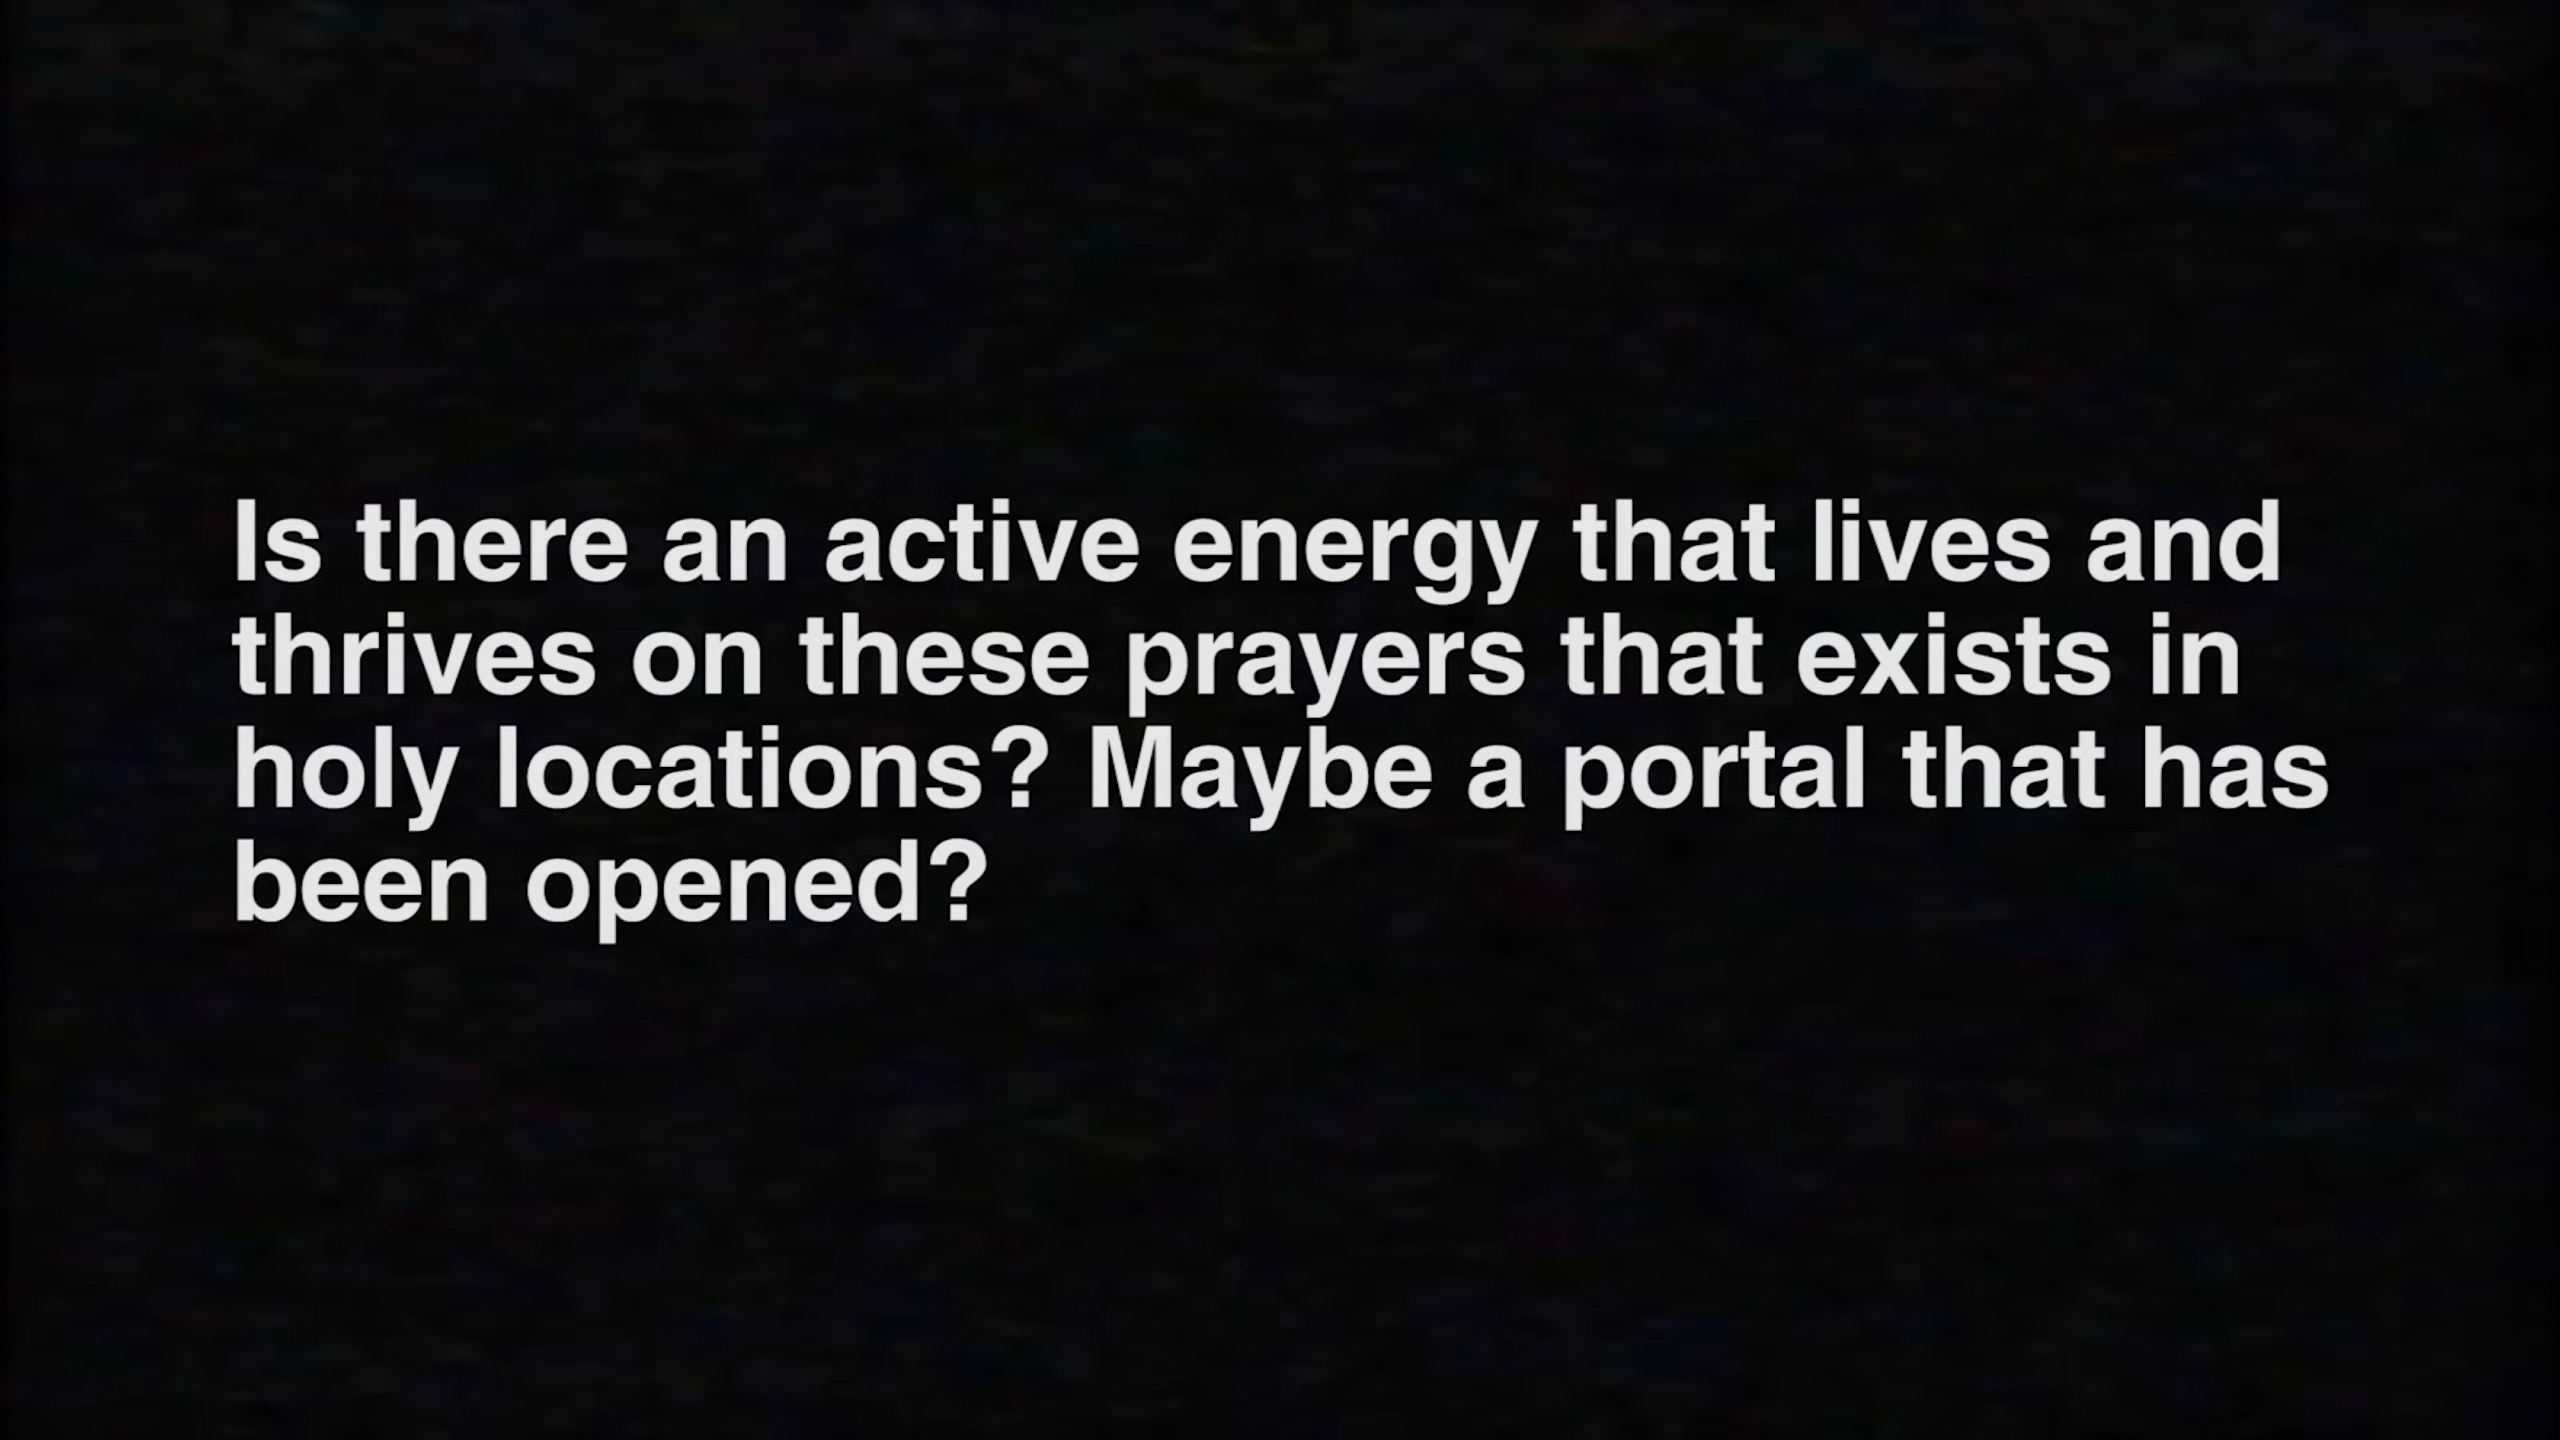 Is there an active energy that lives and
thrives on these prayers that exists in
holy locations? Maybe a portal that has
been opened?